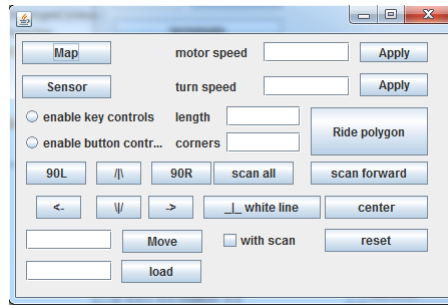 Map motor speed Apply
Sensor turn speed Apply
enable key controls length Ride polygon
enable button contr... corners
90L /|\ 90R scan all scan forward
<- \|/ -> _|_ white line center
Move with scan reset
load